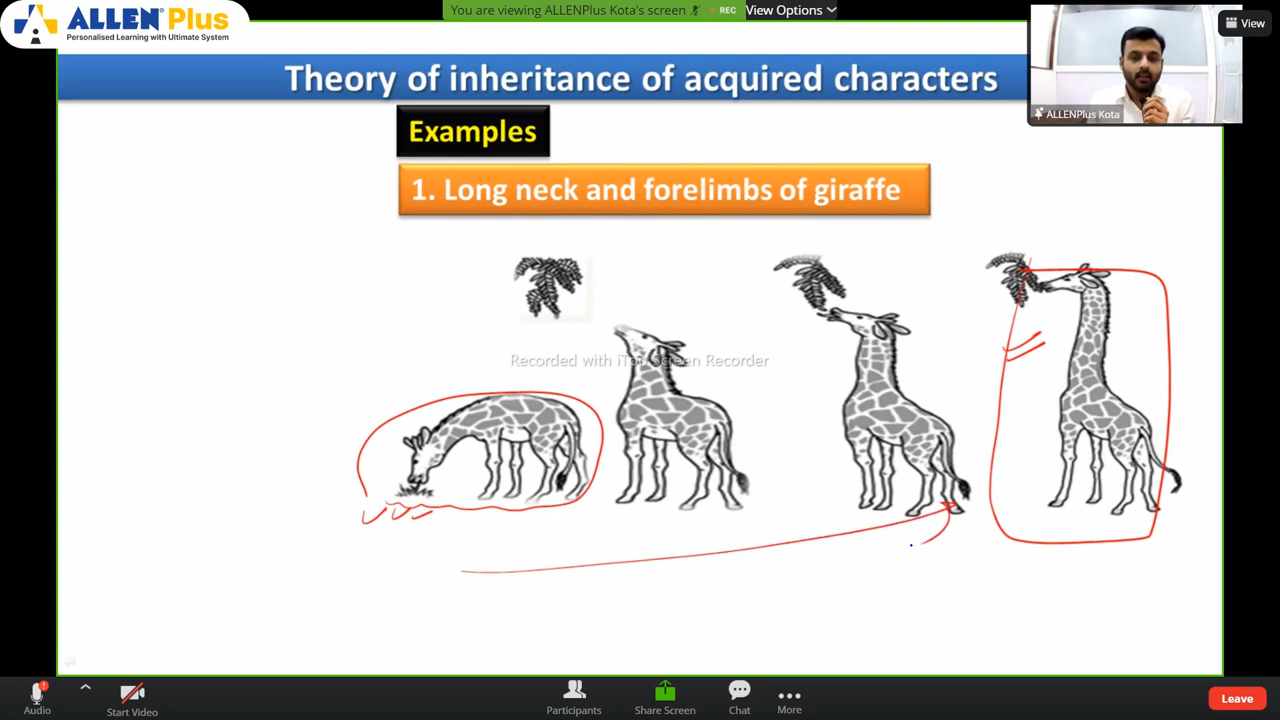 ALLEN Plus
Personalised Learning with Ultimate System
You are viewing ALLENPlus Kota's screen
REC
View Options
View
ALLENPlus Kota
Theory of inheritance of acquired characters
Examples
1. Long neck and forelimbs of giraffe
Recorded with iTop Screen Recorder
Audio
Start Video
Participants
Share Screen
Chat
More
Leave